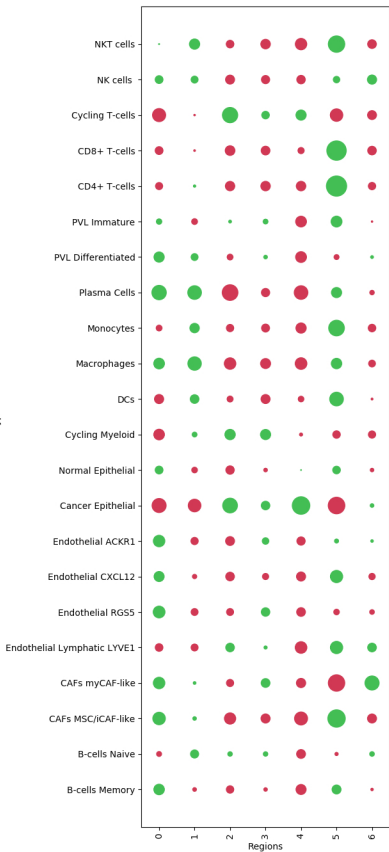 NKT cells
NK cells
Cycling T-cells
CD8+ T-cells
CD4+ T-cells
PVL Immature
PVL Differentiated
Plasma Cells
Monocytes
Macrophages
DCs
Cycling Myeloid
Normal Epithelial
Cancer Epithelial
Endothelial ACKR1
Endothelial CXCL12
Endothelial RGS5
Endothelial Lymphatic LYVE1
CAFs myCAF-like
CAFs MSC/iCAF-like
B-cells Naive
B-cells Memory
0 1 2 3 4 5 6
Regions